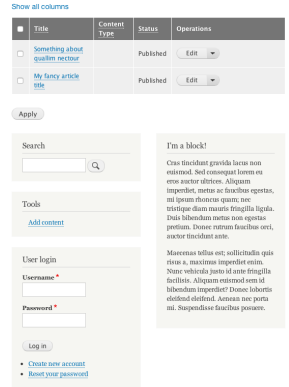 Show all columns
Title Content Type Status Operations
Something about quallim nectour Published Edit
My fancy article title Published Edit
Apply
Search
Tools
Add content
User login
Username *
Password *
Log in
Create new account
Reset your password
I'm a block!
Cras tincidunt gravida lacus non
euismod. Sed consequat lorem eu
eros auctor ultrices. Aliquam
imperdiet, metus ac faucibus egestas,
mi ipsum rhoncus quam; nec
tristique diam mauris fringilla ligula.
Duis bibendum metus non egestas
pretium. Donec rutrum faucibus orci,
auctor tincidunt ante.
Maecenas tellus est; sollicitudin quis
risus a, maximus imperdiet enim.
Nunc vehicula justo id ante fringilla
facilisis. Aliquam euismod sem id
bibendum imperdiet? Donec lobortis
eleifend eleifend. Aenean nec porta
mi. Suspendisse faucibus posuere.